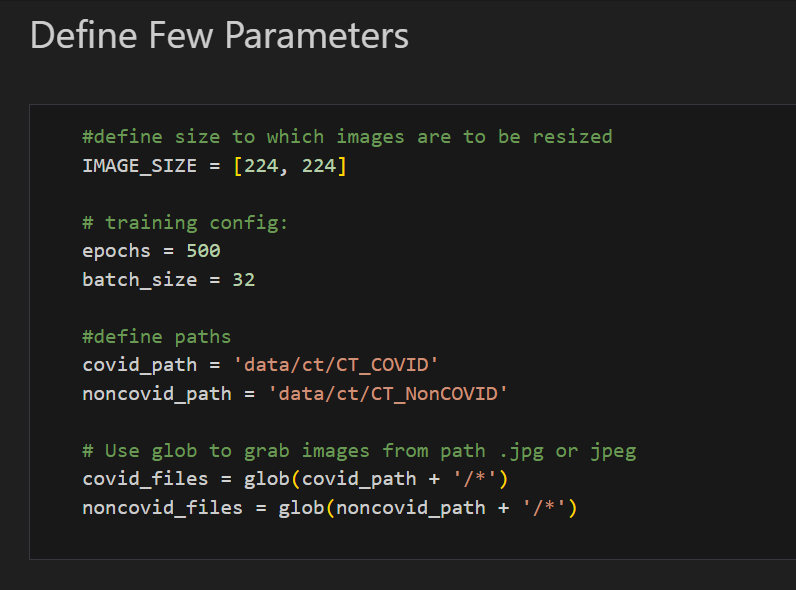 Define Few Parameters
#define size to which images are to be resized
IMAGE_SIZE = [224, 224]
# training config:
epochs = 500
batch_size = 32
#define paths
covid_path = 'data/ct/CT_COVID'
noncovid_path = 'data/ct/CT_NonCOVID'
# Use glob to grab images from path .jpg or jpeg
covid_files = glob(covid_path + '/*')
noncovid_files = glob(noncovid_path + '/*')